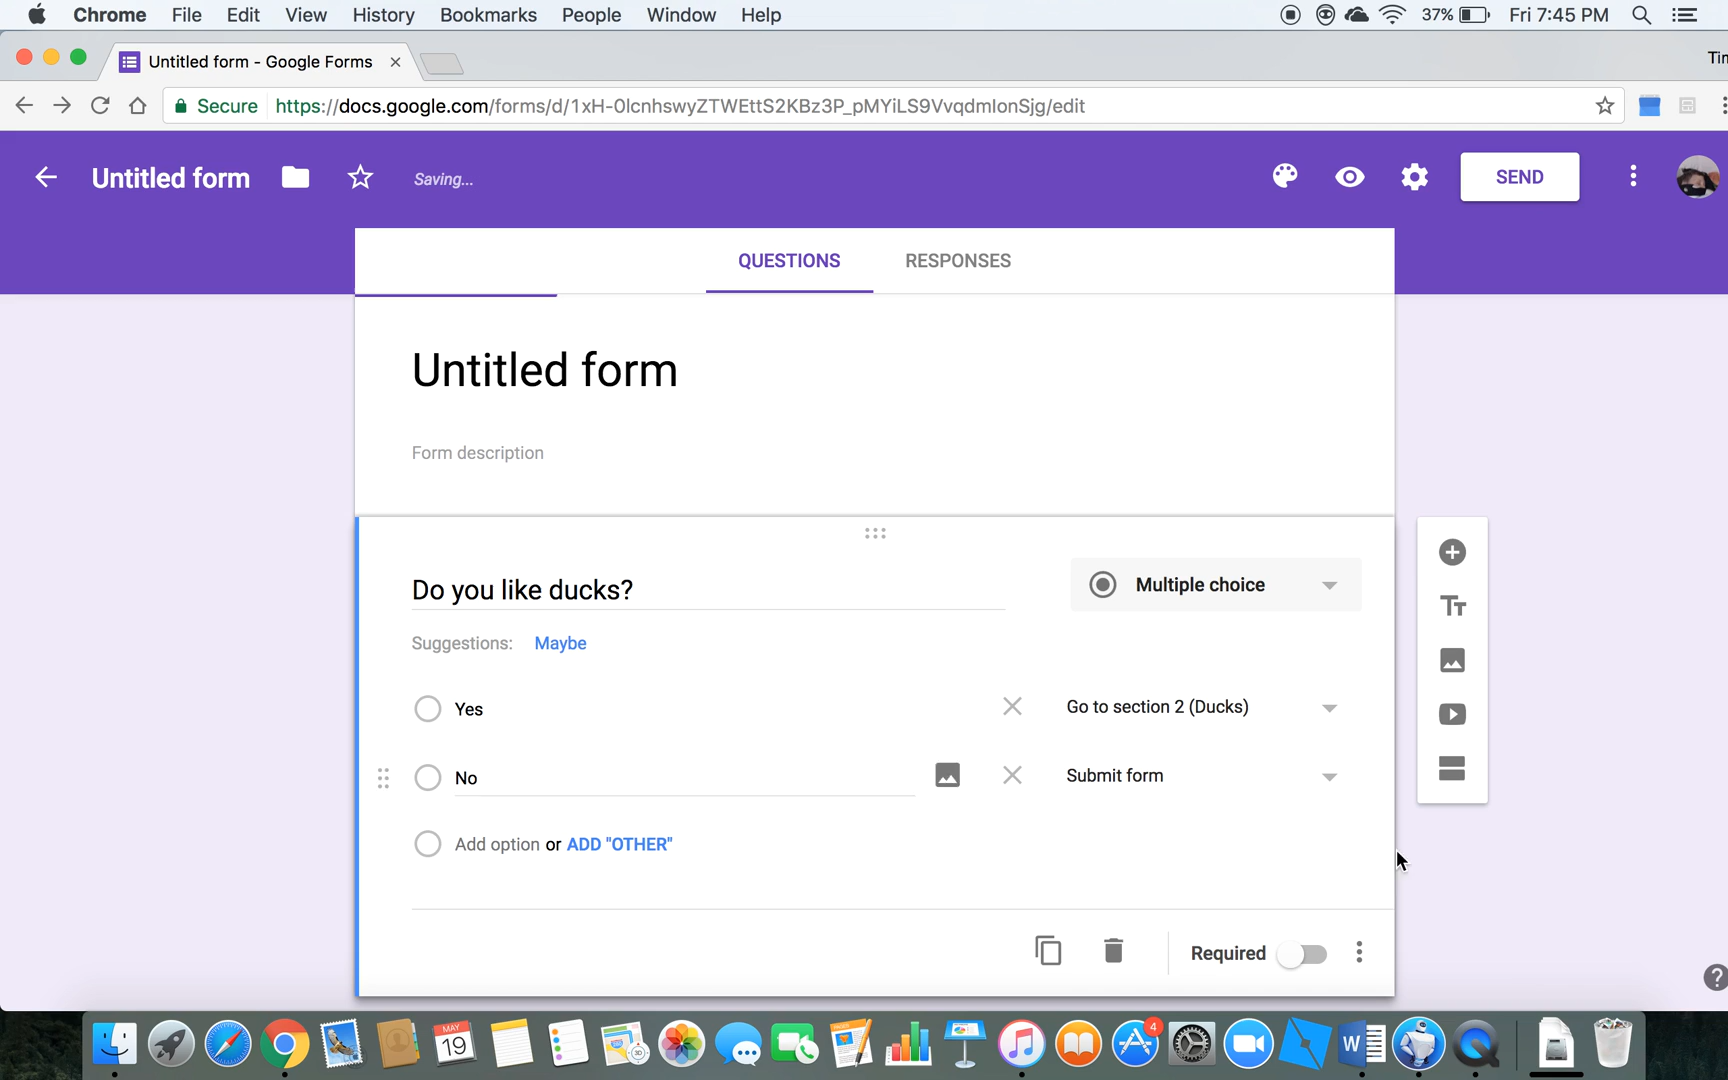 Chrome File Edit View History Bookmarks People Window Help 37% Fri 7:45 PM
Untitled form - Google Forms Tim
Secure https://docs.google.com/forms/d/1xH-0lcnhswyZTWEttS2KBz3P_pMYiLS9VvqdmlonSjg/edit
Untitled form Saving... SEND
QUESTIONS RESPONSES
Untitled form
Form description
Do you like ducks? Multiple choice
Suggestions: Maybe
Yes Go to section 2 (Ducks)
No Submit form
Add option or ADD "OTHER"
Required
MAY
19
4